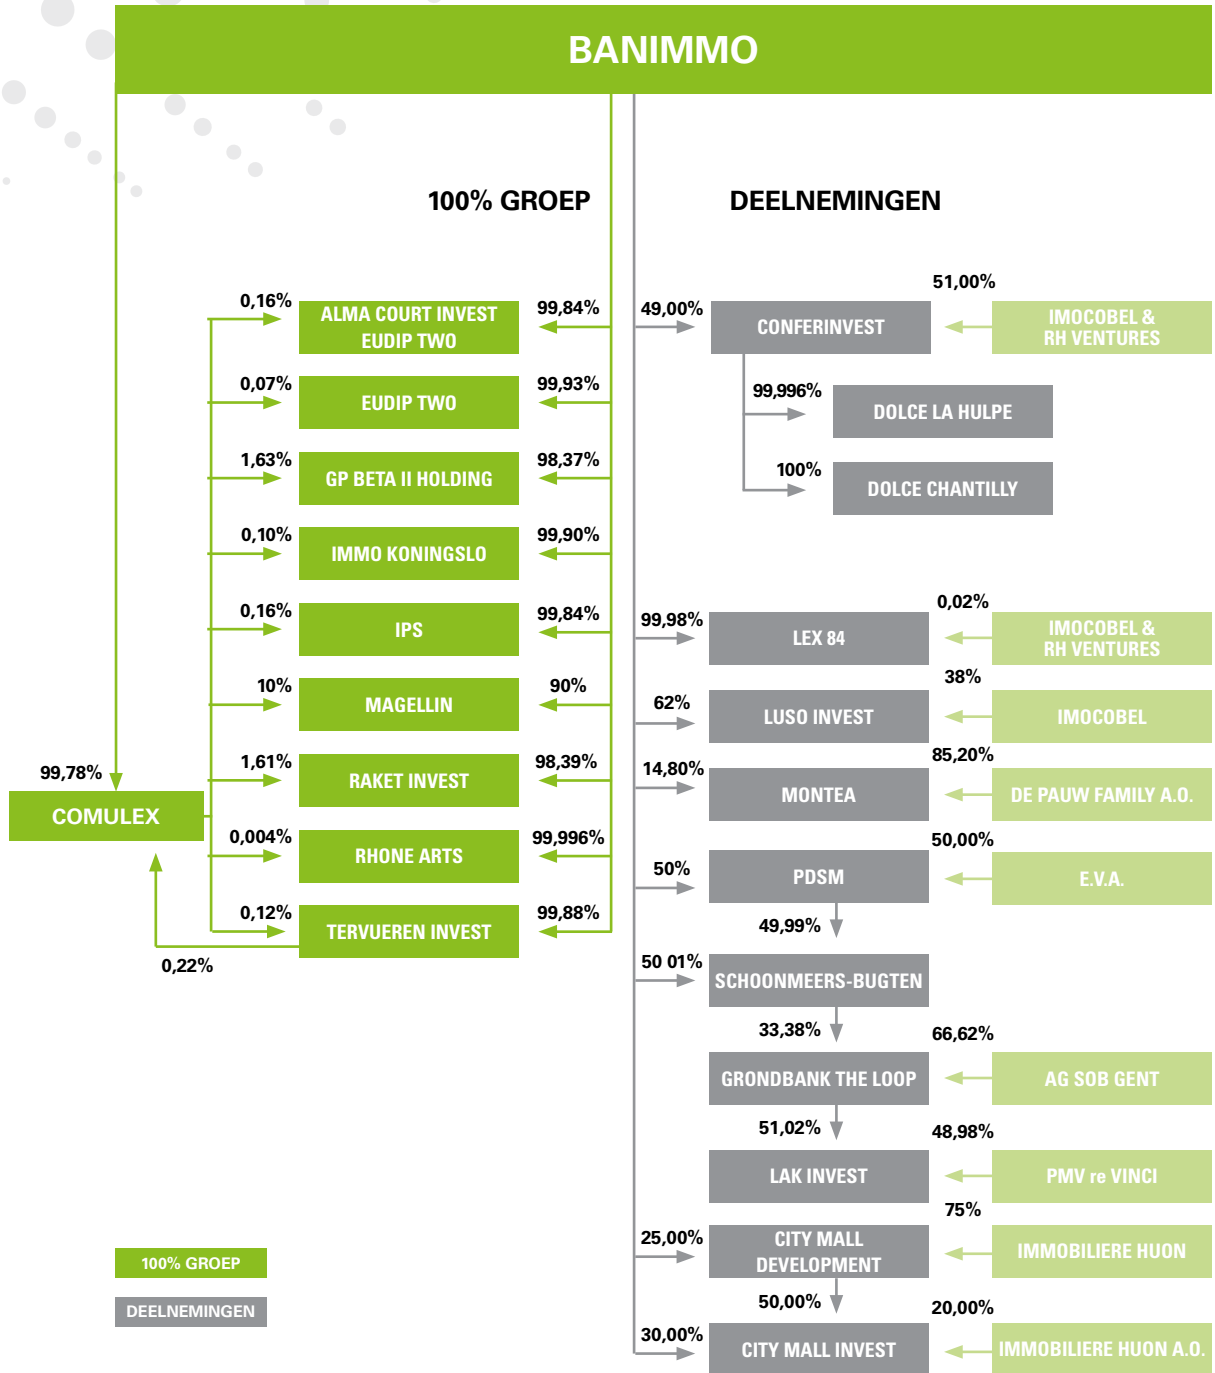 BANIMMO
100% GROEP
DEELNEMINGEN
0,16%
ALMA COURT INVEST
EUDIP TWO
99,84%
0,07%
EUDIP TWO
99,93%
1,63%
GP BETA II HOLDING
98,37%
0,10%
IMMO KONINGSLO
99,90%
0,16%
IPS
99,84%
10%
MAGELLIN
90%
1,61%
RAKET INVEST
98,39%
99,78%
COMULEX
0,004%
RHONE ARTS
99,996%
0,12%
TERVUEREN INVEST
99,88%
0,22%
49,00%
CONFERINVEST
51,00%
IMOCOBEL &
RH VENTURES
99,996%
DOLCE LA HULPE
100%
DOLCE CHANTILLY
99,98%
LEX 84
0,02%
IMOCOBEL &
RH VENTURES
62%
LUSO INVEST
38%
IMOCOBEL
14,80%
MONTEA
85,20%
DE PAUW FAMILY A.O.
50%
PDSM
50,00%
E.V.A.
49,99%
50 01%
SCHOONMEERS-BUGTEN
33,38%
GRONDBANK THE LOOP
66,62%
AG SOB GENT
51,02%
LAK INVEST
48,98%
PMV re VINCI
25,00%
CITY MALL
DEVELOPMENT
75%
IMMOBILIERE HUON
50,00%
30,00%
CITY MALL INVEST
20,00%
IMMOBILIERE HUON A.O.
100% GROEP
DEELNEMINGEN